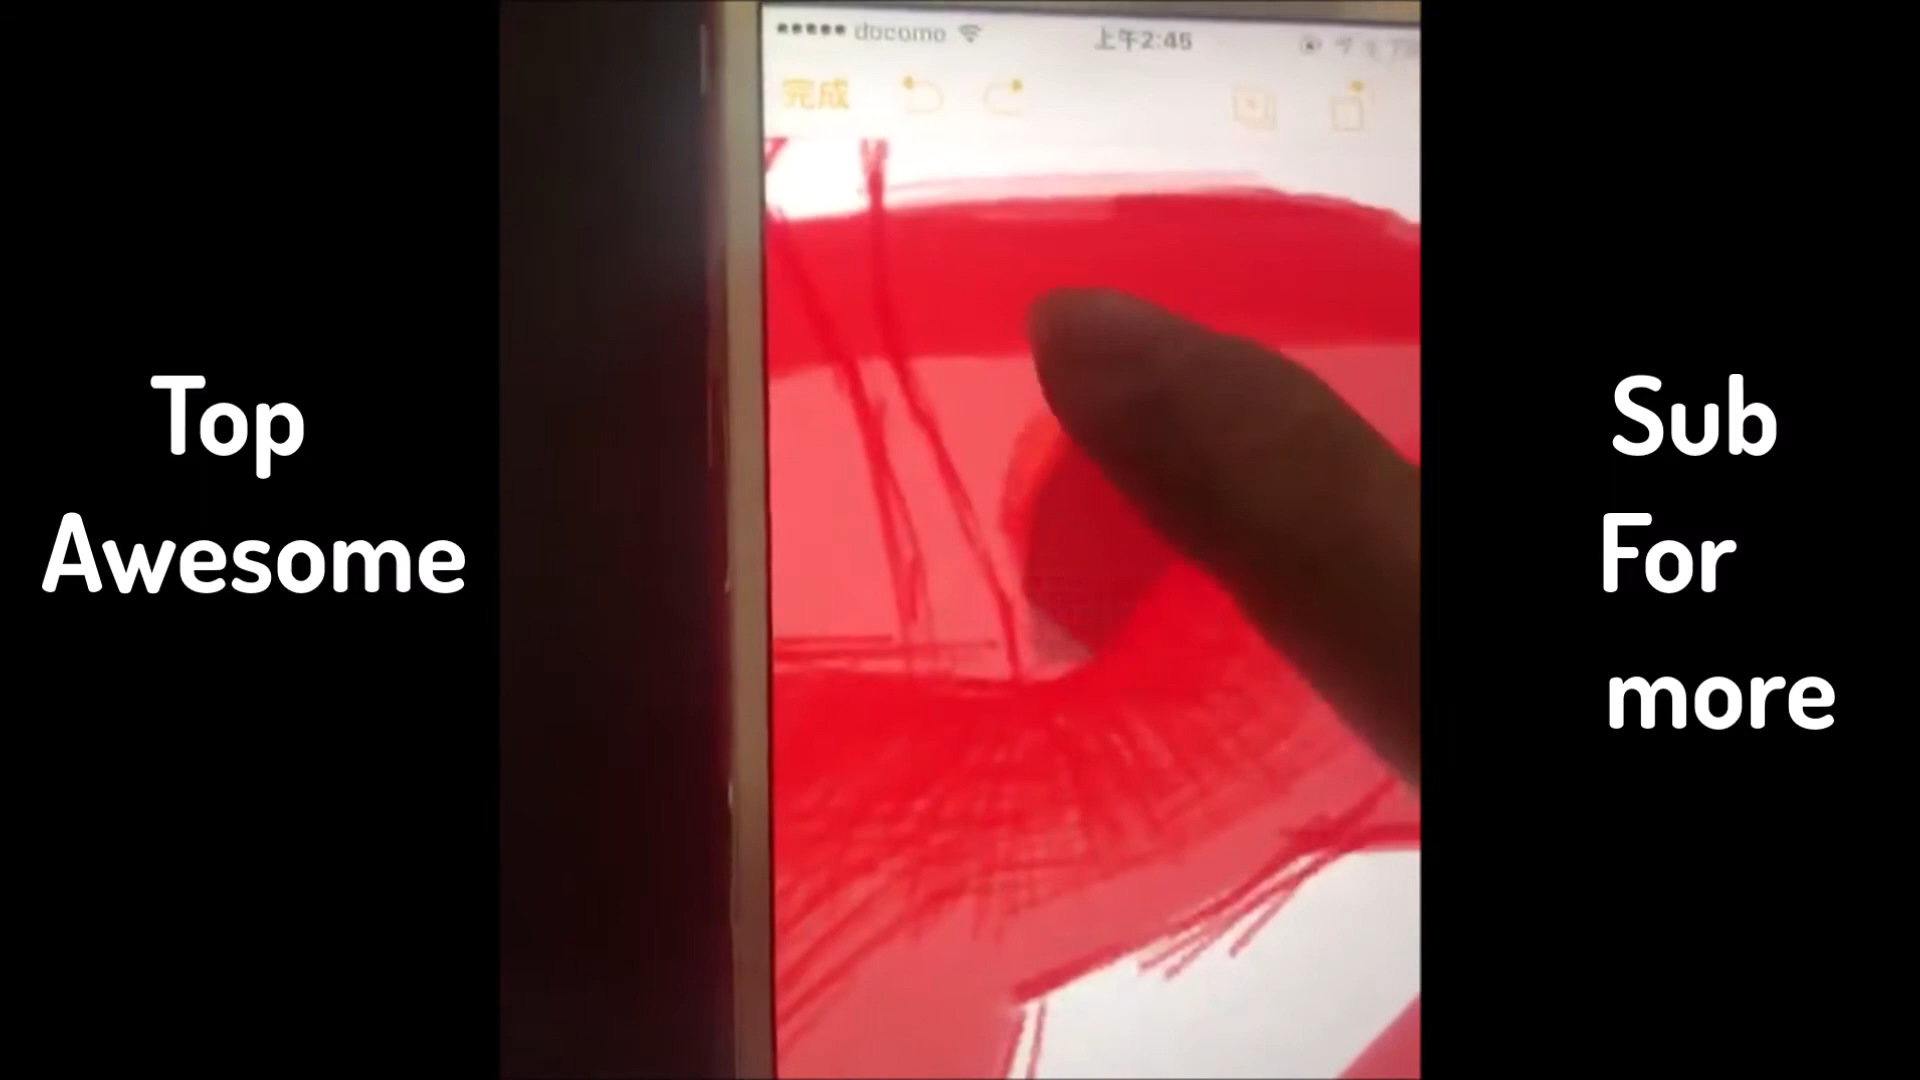 docomo 上午2:45
完成
Top
Awesome
Sub
For
more